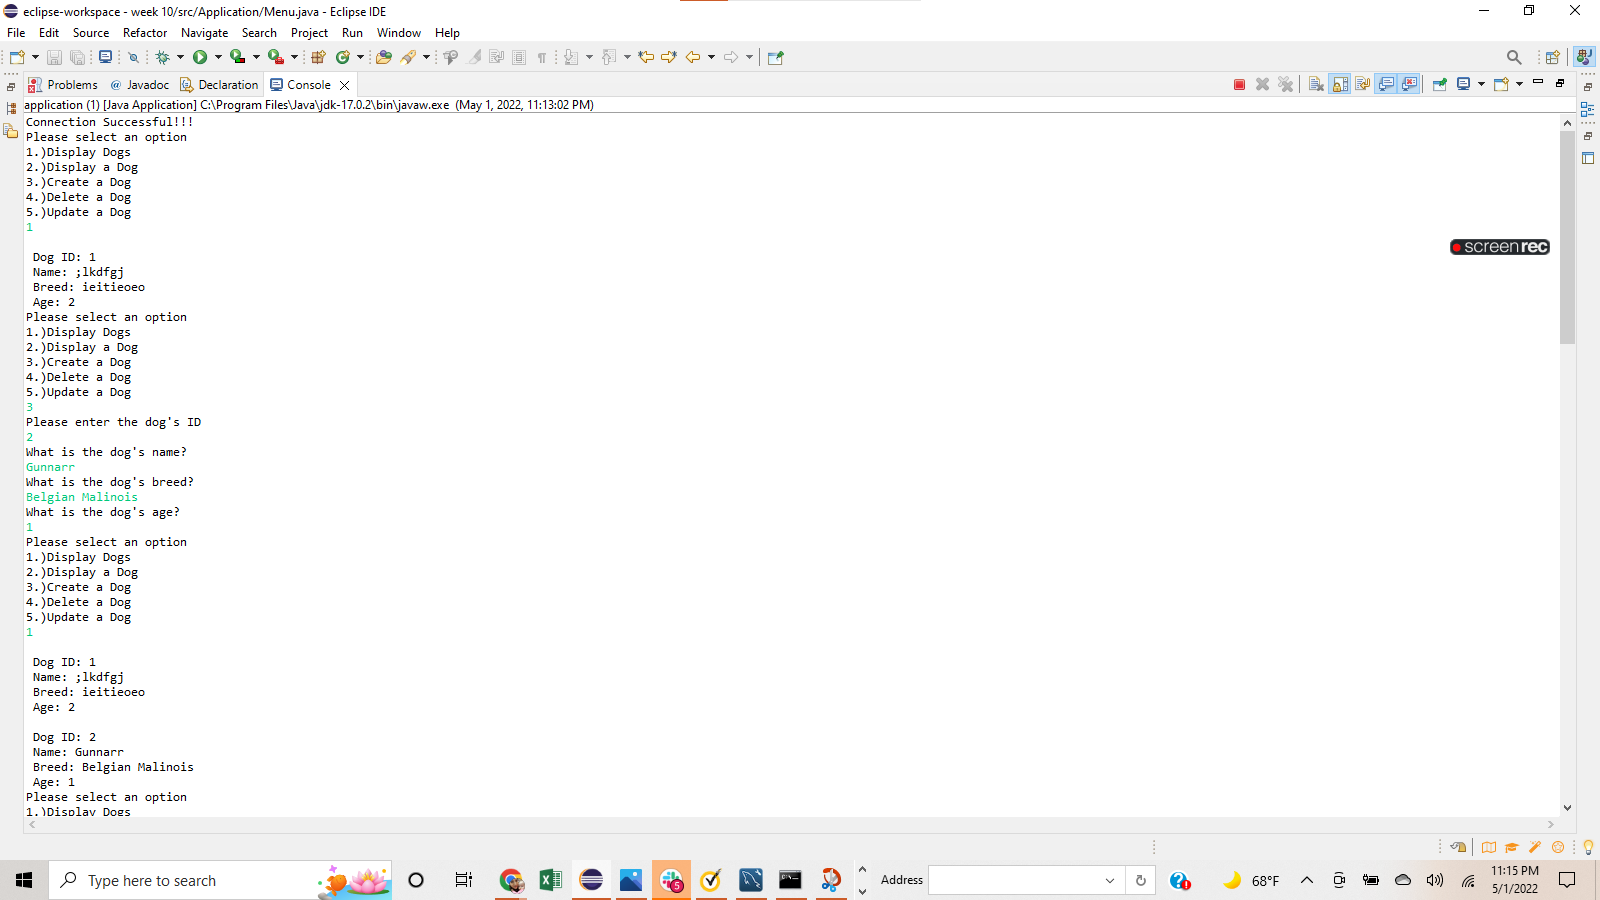 eclipse-workspace - week 10/src/Application/Menu.java - Eclipse IDE
File Edit Source Refactor Navigate Search Project Run Window Help
Problems @ Javadoc Declaration Console
application (1) [Java Application] C:\Program Files\Java\jdk-17.0.2\bin\javaw.exe (May 1, 2022, 11:13:02 PM)
Connection Successful!!!
Please select an option
1.)Display Dogs
2.)Display a Dog
3.)Create a Dog
4.)Delete a Dog
5.)Update a Dog
1
Dog ID: 1
Name: ;lkdfgj
Breed: ieitieoeo
Age: 2
Please select an option
1.)Display Dogs
2.)Display a Dog
3.)Create a Dog
4.)Delete a Dog
5.)Update a Dog
3
Please enter the dog's ID
2
What is the dog's name?
Gunnarr
What is the dog's breed?
Belgian Malinois
What is the dog's age?
1
Please select an option
1.)Display Dogs
2.)Display a Dog
3.)Create a Dog
4.)Delete a Dog
5.)Update a Dog
1
Dog ID: 1
Name: ;lkdfgj
Breed: ieitieoeo
Age: 2
Dog ID: 2
Name: Gunnarr
Breed: Belgian Malinois
Age: 1
Please select an option
1.)Display Dogs
screenrec
Type here to search
5
Address
68°F
11:15 PM
5/1/2022